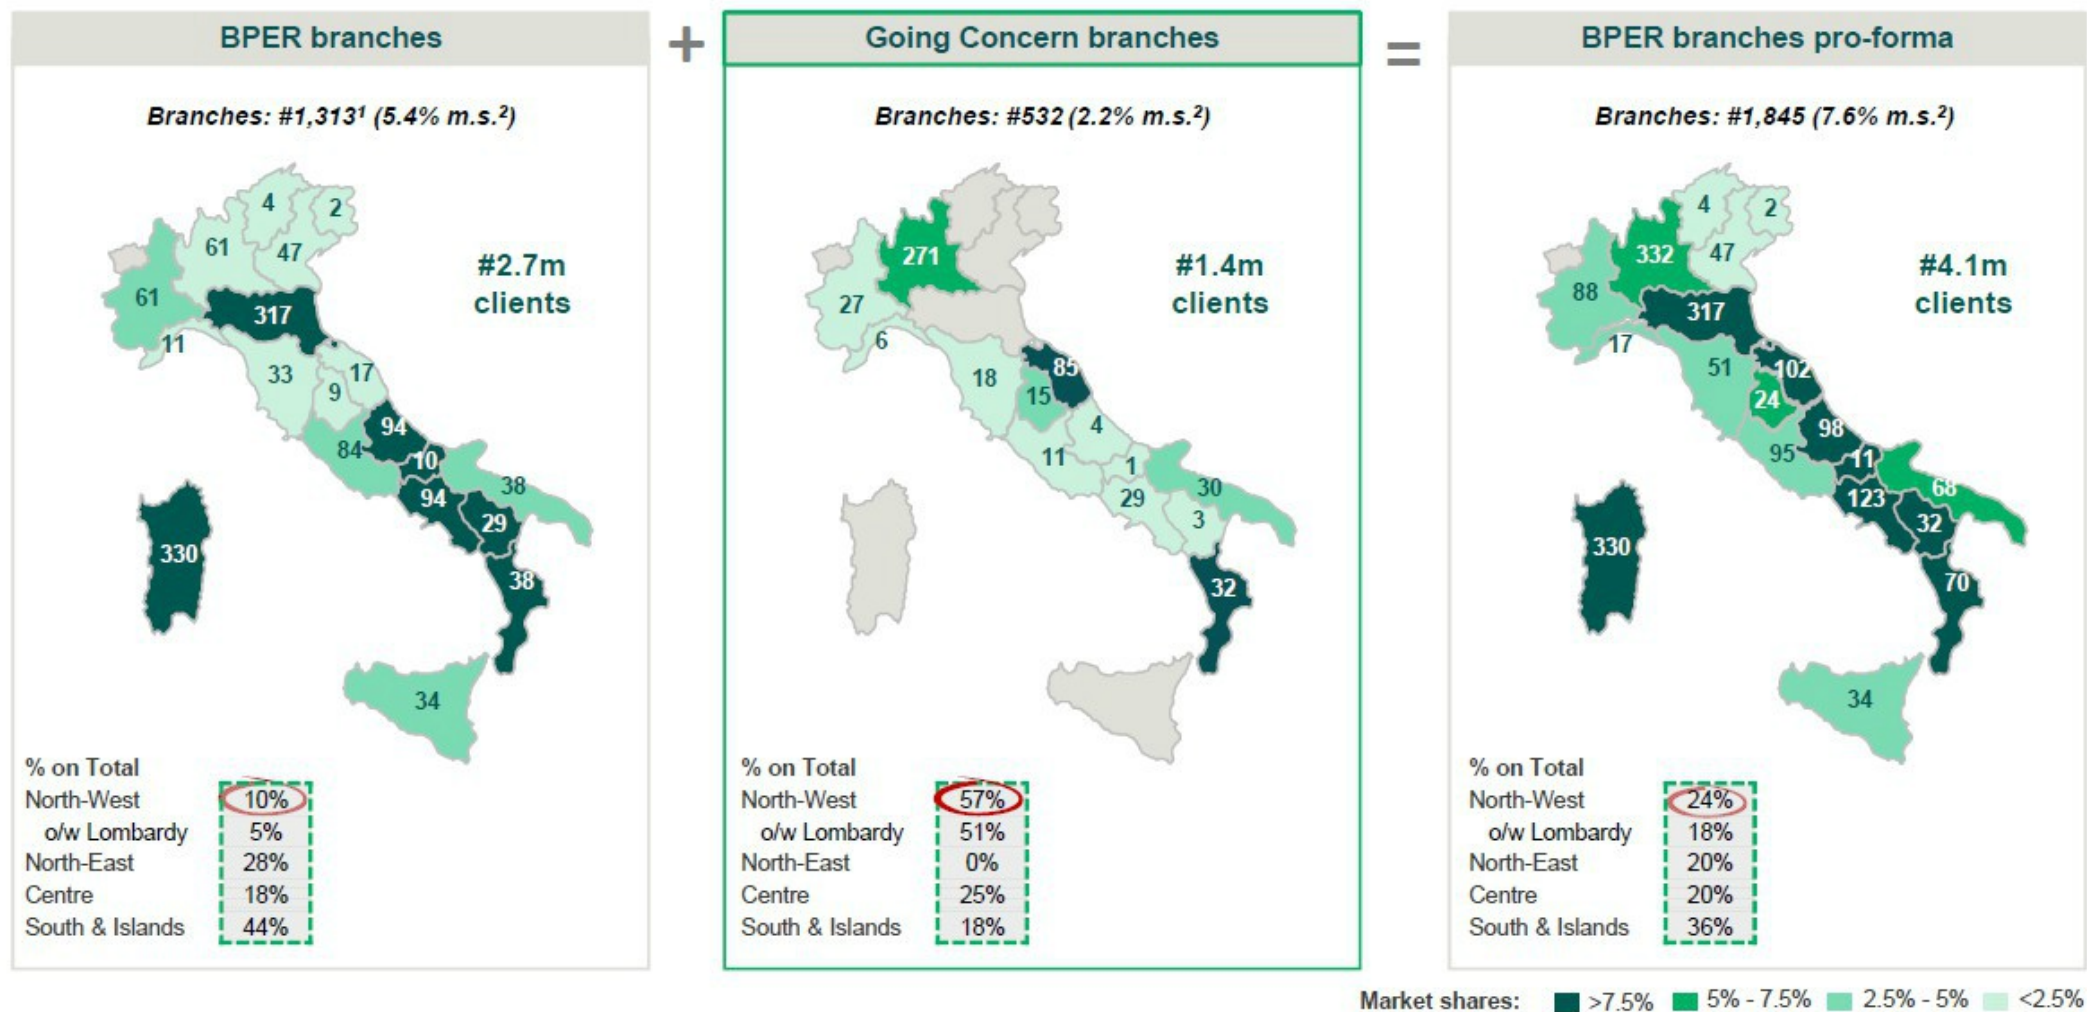 BPER branches
Branches: #1,313¹ (5.4% m.s.²)
4
2
61
47
#2.7m
clients
61
317
11
33
17
9
94
84
10
38
94
29
330
38
34
% on Total
North-West 10%
o/w Lombardy 5%
North-East 28%
Centre 18%
South & Islands 44%
+
Going Concern branches
Branches: #532 (2.2% m.s.²)
271
#1.4m
clients
27
6
85
18
15
4
11
1
30
29
3
32
% on Total
North-West 57%
o/w Lombardy 51%
North-East 0%
Centre 25%
South & Islands 18%
=
BPER branches pro-forma
Branches: #1,845 (7.6% m.s.²)
4
2
332
47
#4.1m
clients
88
317
17
51
102
24
98
95
11
68
123
32
330
70
34
% on Total
North-West 24%
o/w Lombardy 18%
North-East 20%
Centre 20%
South & Islands 36%
Market shares: >7.5% 5% - 7.5% 2.5% - 5% <2.5%